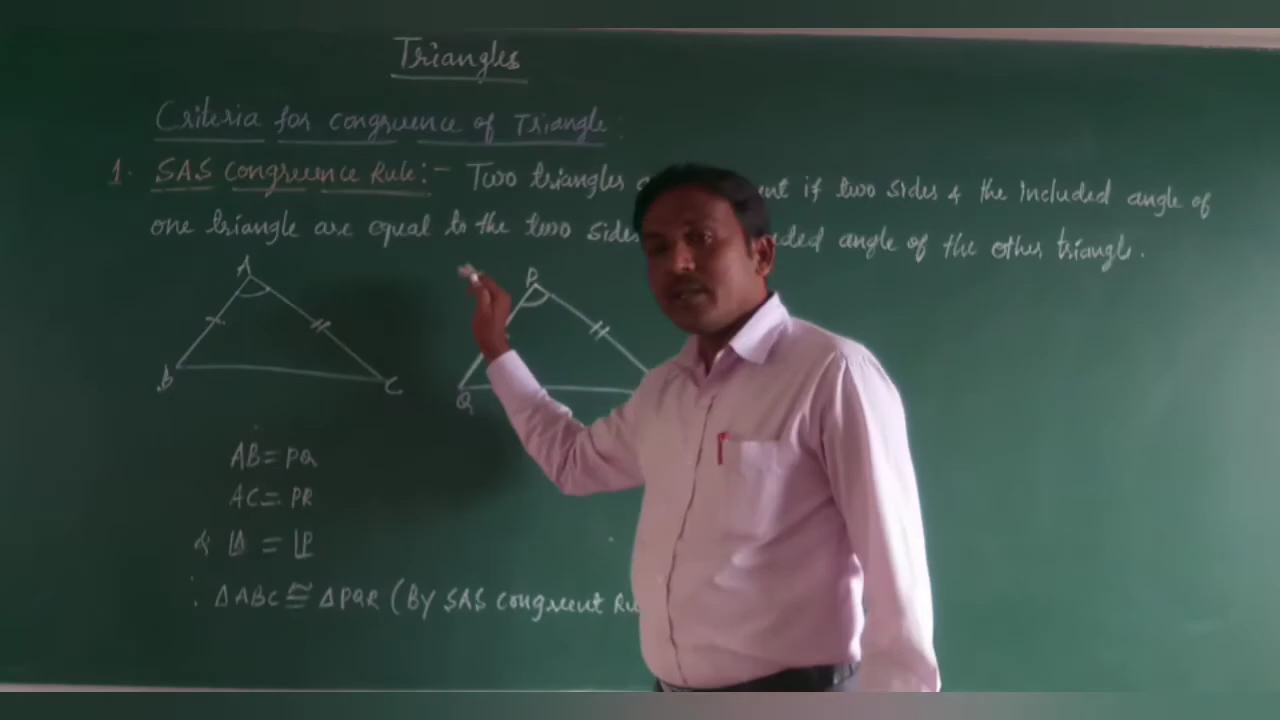 Triangles
Criteria for congruence of Triangle:
1. SAS Congruence Rule:- Two triangles if two sides & the included angle of
one triangle are equal to the two sides angle of the other triangle.
A
P
B
C
Q
AB = PQ
AC = PR
& ∠A = ∠P
∴ ΔABC ≅ ΔPQR (By SAS congruent